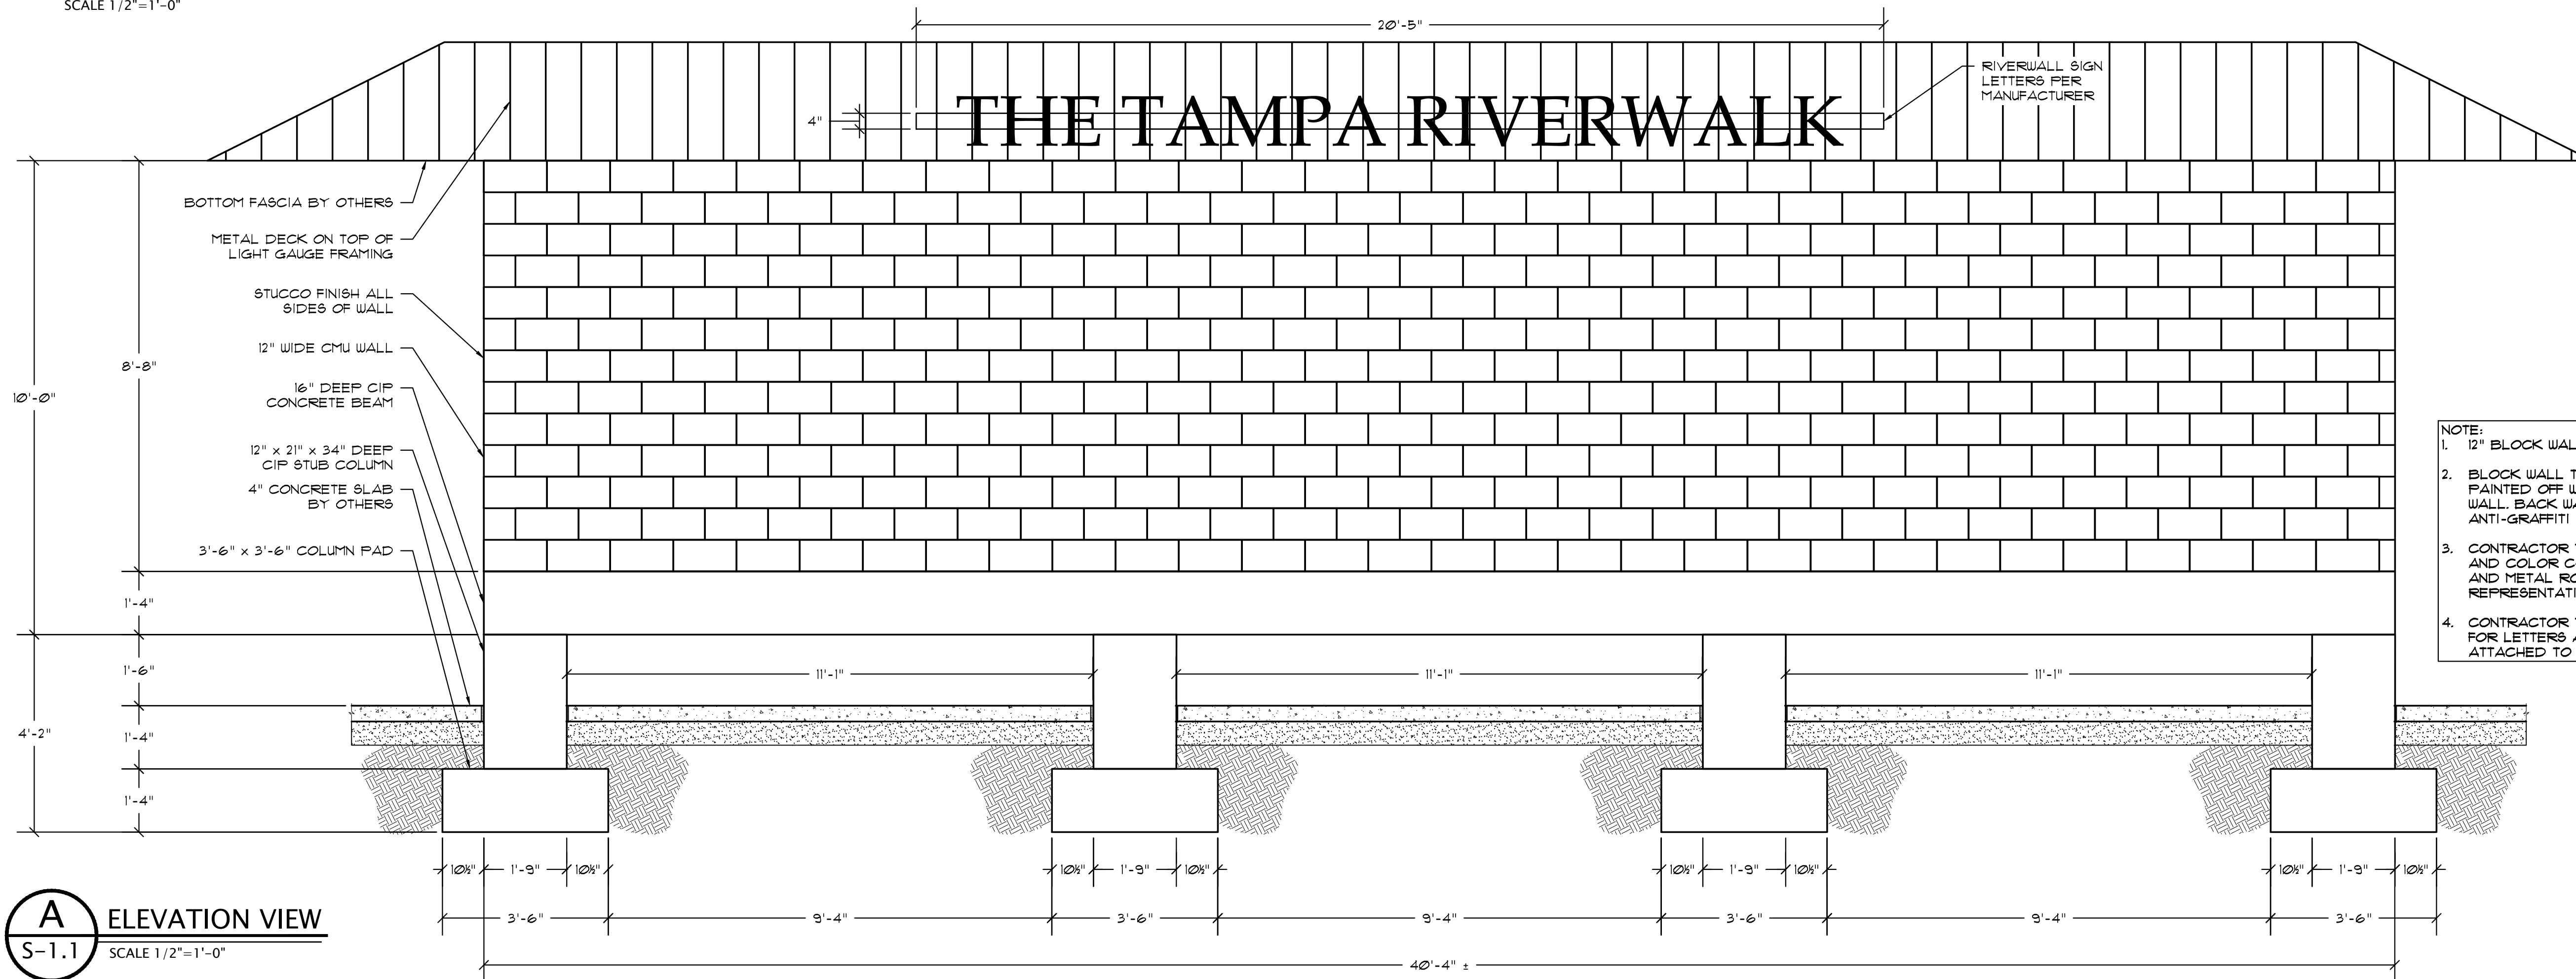 SCALE 1/2"=1'-0"
20'-5"
RIVERWALL SIGN
LETTERS PER
MANUFACTURER
THE TAMPA RIVERWALK
4"
BOTTOM FASCIA BY OTHERS
METAL DECK ON TOP OF
LIGHT GAUGE FRAMING
STUCCO FINISH ALL
SIDES OF WALL
12" WIDE CMU WALL
16" DEEP CIP
CONCRETE BEAM
12" x 21" x 34" DEEP
CIP STUB COLUMN
4" CONCRETE SLAB
BY OTHERS
3'-6" x 3'-6" COLUMN PAD
10'-0"
8'-8"
1'-4"
1'-6"
4'-2"
1'-4"
1'-4"
NOTE:
1. 12" BLOCK WAL
2. BLOCK WALL T
PAINTED OFF W
WALL. BACK WA
ANTI-GRAFFITI
3. CONTRACTOR
AND COLOR C
AND METAL RO
REPRESENTATI
4. CONTRACTOR
FOR LETTERS A
ATTACHED TO
11'-1" 11'-1" 11'-1"
10½" 1'-9" 10½" 10½" 1'-9" 10½" 10½" 1'-9" 10½" 10½" 1'-9" 10½"
3'-6" 9'-4" 3'-6" 9'-4" 3'-6" 9'-4" 3'-6"
40'-4" ±
A
S-1.1
ELEVATION VIEW
SCALE 1/2"=1'-0"